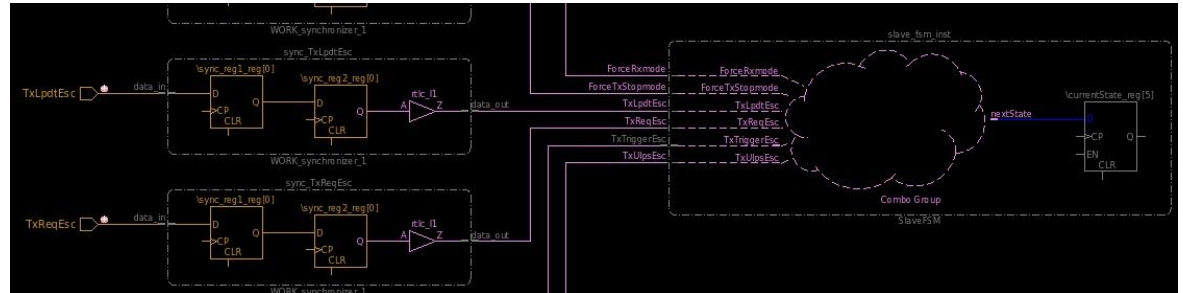 CLR
WORK_synchronizer_1
sync_TxLpdtEsc
\sync_reg1_reg[0]
\sync_reg2_reg[0]
TxLpdtEsc
data_in
D
Q
D
Q
CP
CLR
CP
CLR
rtlc_I1
A
Z
data_out
WORK_synchronizer_1
sync_TxReqEsc
\sync_reg1_reg[0]
\sync_reg2_reg[0]
TxReqEsc
data_in
D
Q
D
Q
CP
CLR
CP
CLR
rtlc_I1
A
Z
data_out
WORK_synchronizer_1
slave_fsm_inst
ForceRxmode
ForceRxmode
ForceTxStopmode
ForceTxStopmode
TxLpdtEsc
TxLpdtEsc
TxReqEsc
TxReqEsc
TxTriggerEsc
TxTriggerEsc
TxUlpsEsc
TxUlpsEsc
Combo Group
nextState
\currentState_reg[5]
D
CP
Q
EN
CLR
SlaveFSM